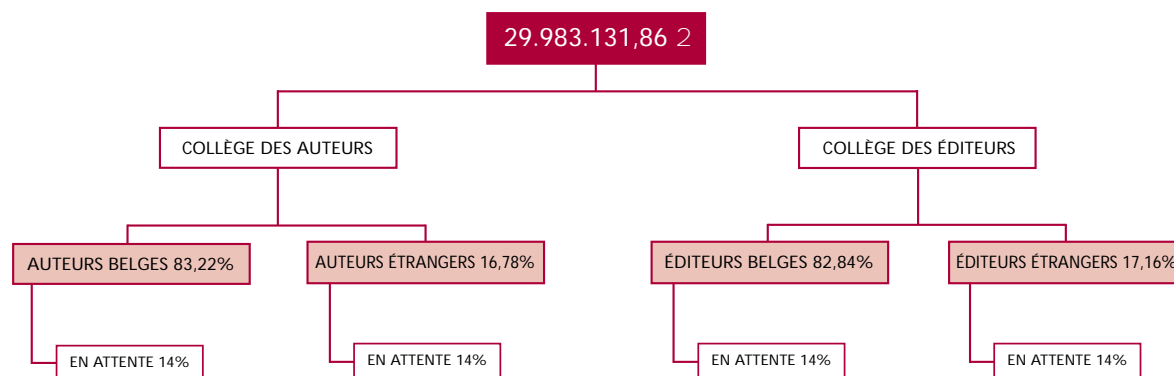 29.983.131,86 2
COLLÈGE DES AUTEURS
COLLÈGE DES ÉDITEURS
AUTEURS BELGES 83,22%
AUTEURS ÉTRANGERS 16,78%
ÉDITEURS BELGES 82,84%
ÉDITEURS ÉTRANGERS 17,16%
EN ATTENTE 14%
EN ATTENTE 14%
EN ATTENTE 14%
EN ATTENTE 14%